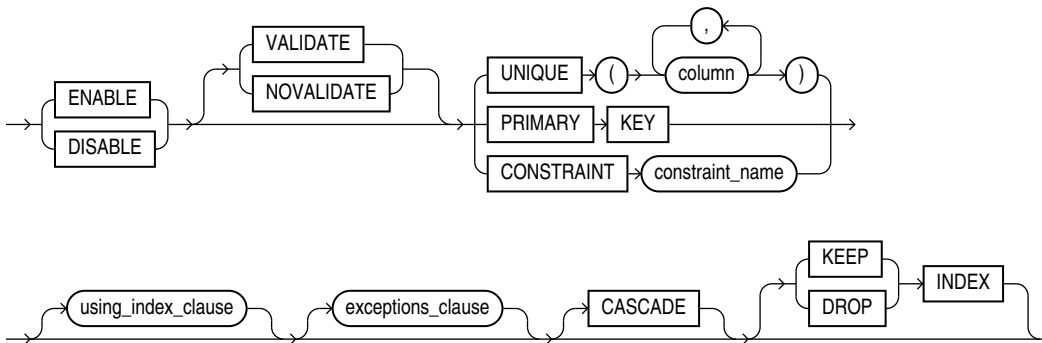 VALIDATE
NOVALIDATE
ENABLE
DISABLE
,
UNIQUE ( column )
PRIMARY KEY
CONSTRAINT constraint_name
KEEP
DROP
INDEX
using_index_clause exceptions_clause CASCADE